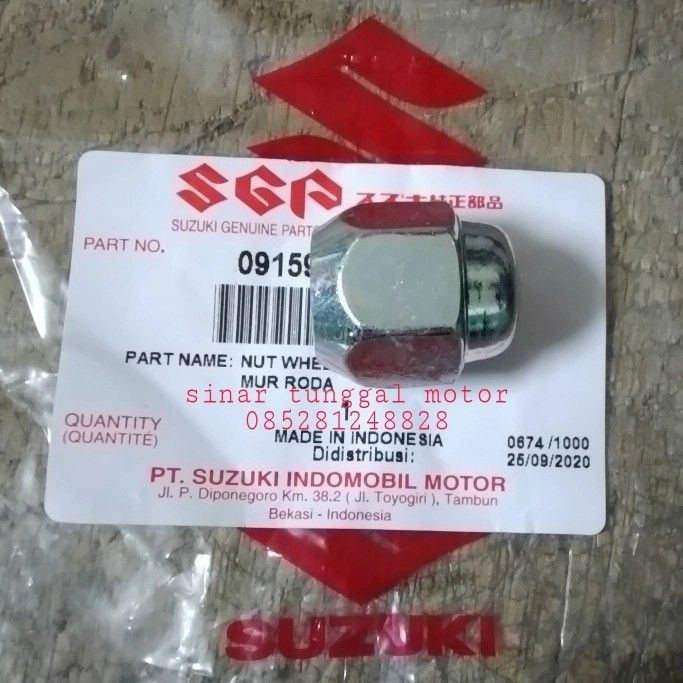 SGP スズキ純正部品
SUZUKI GENUINE PARTS
PART NO.
09159
PART NAME: NUT WHE
MUR RODA
sinar tunggal motor
085281248828
QUANTITY
(QUANTITÉ)
1
MADE IN INDONESIA
0674 /1000
Didistribusi:
25/09/2020
PT. SUZUKI INDOMOBIL MOTOR
Jl. P. Diponegoro Km. 38.2 ( Jl. Toyogiri ), Tambun
Bekasi - Indonesia
SUZUKI